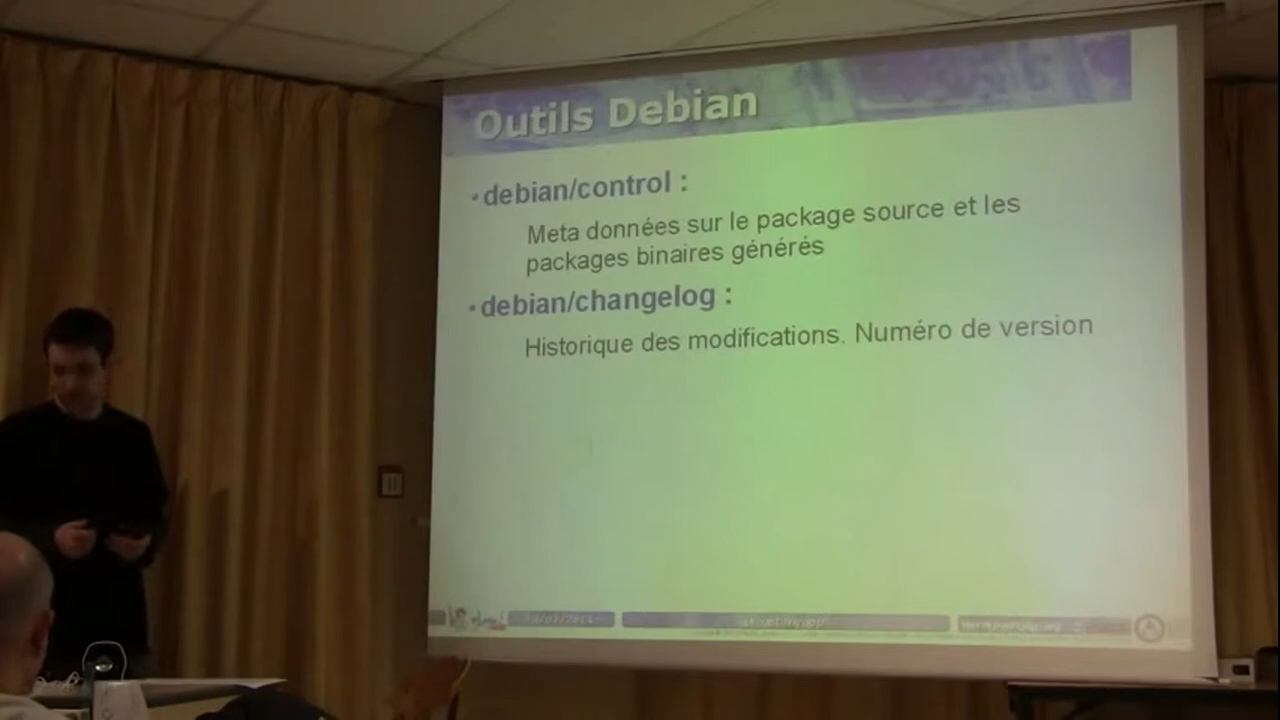 Outils Debian
• debian/control :
Meta données sur le package source et les
packages binaires générés
• debian/changelog :
Historique des modifications. Numéro de version